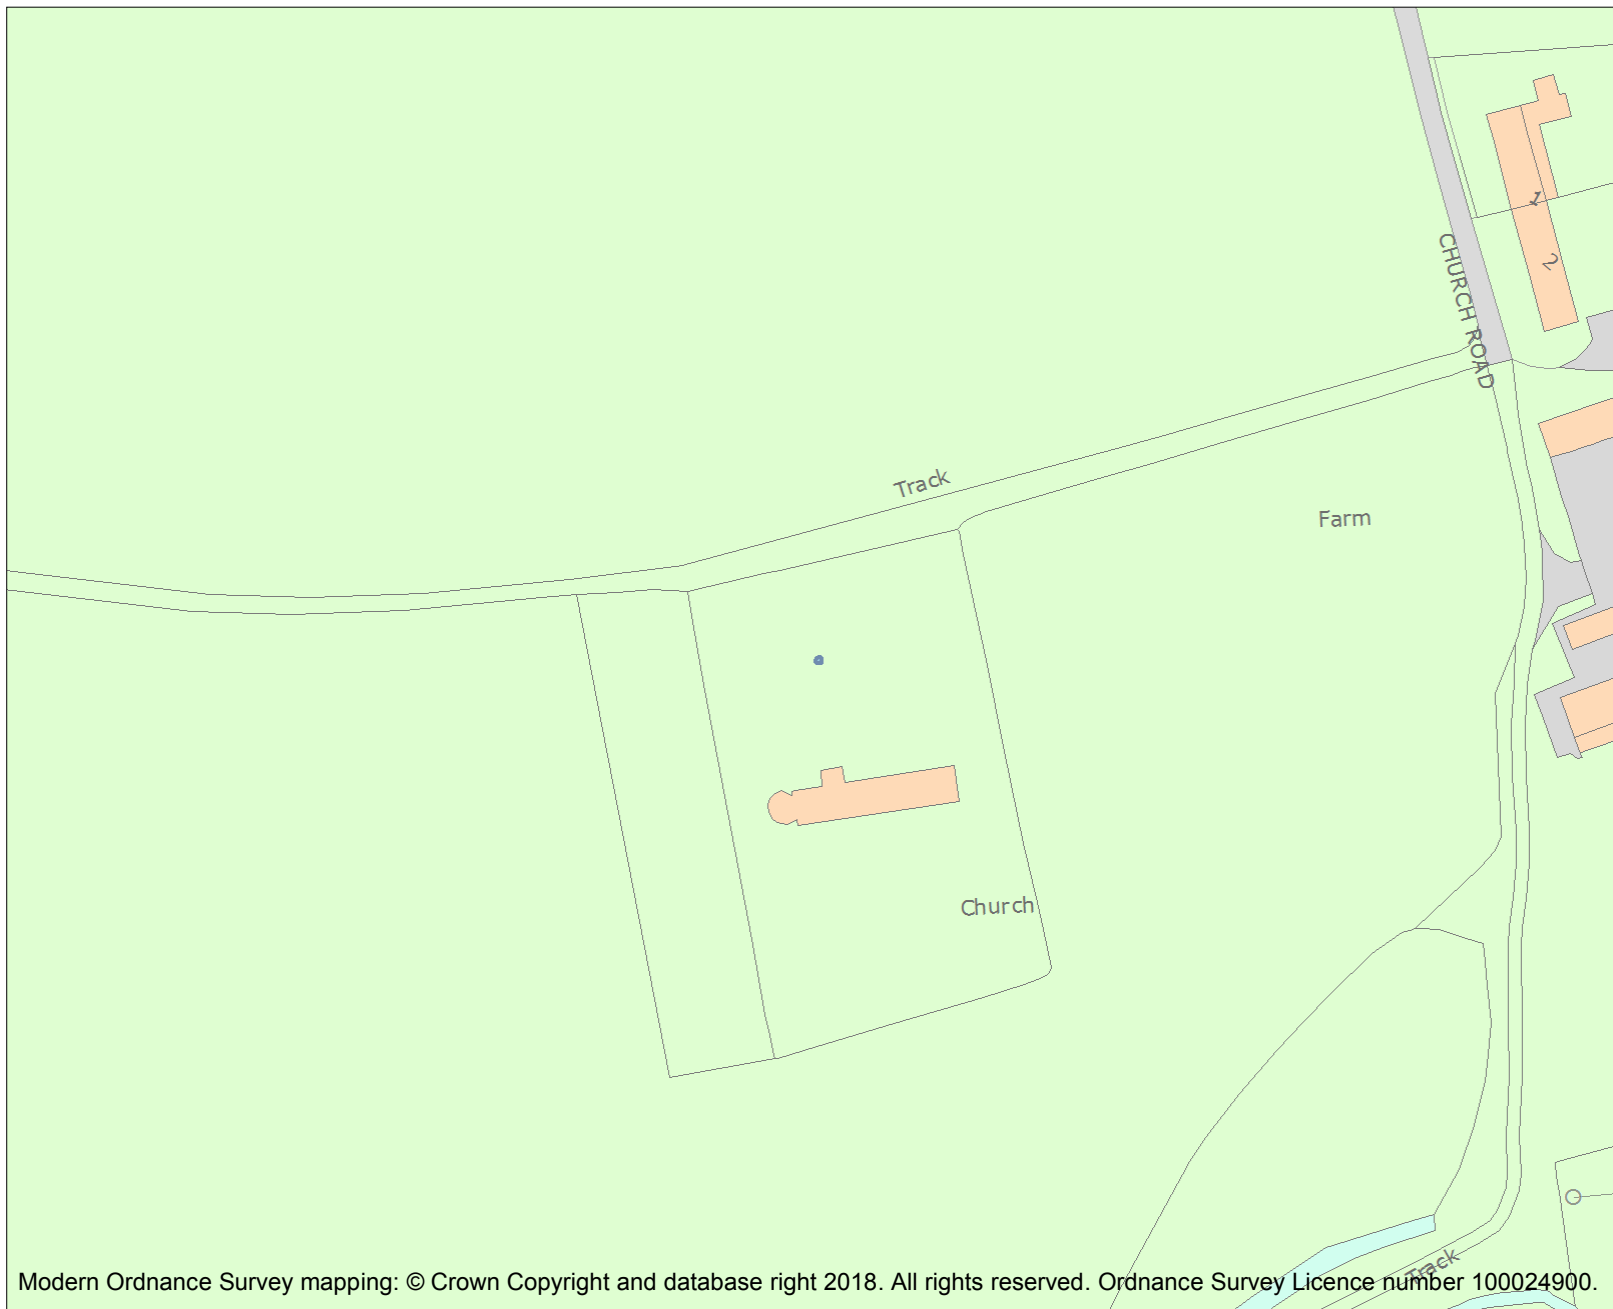 1
2
CHURCH ROAD
Track
Farm
Church
Track
Modern Ordnance Survey mapping: © Crown Copyright and database right 2018. All rights reserved. Ordnance Survey Licence number 100024900.